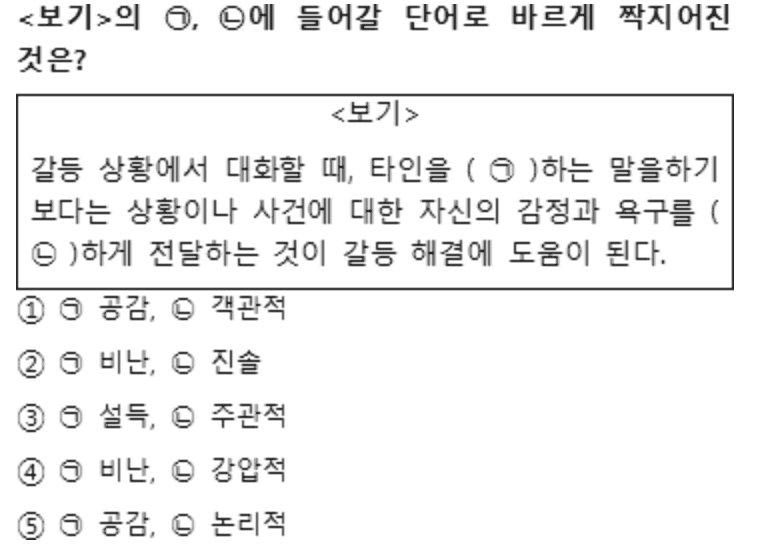 <보기>의 ㉠, ㉡에 들어갈 단어로 바르게 짝지어진
것은?
<보기>
갈등 상황에서 대화할 때, 타인을 ( ㉠ )하는 말을하기
보다는 상황이나 사건에 대한 자신의 감정과 욕구를 (
㉡ )하게 전달하는 것이 갈등 해결에 도움이 된다.
① ㉠ 공감, ㉡ 객관적
② ㉠ 비난, ㉡ 진솔
③ ㉠ 설득, ㉡ 주관적
④ ㉠ 비난, ㉡ 강압적
⑤ ㉠ 공감, ㉡ 논리적